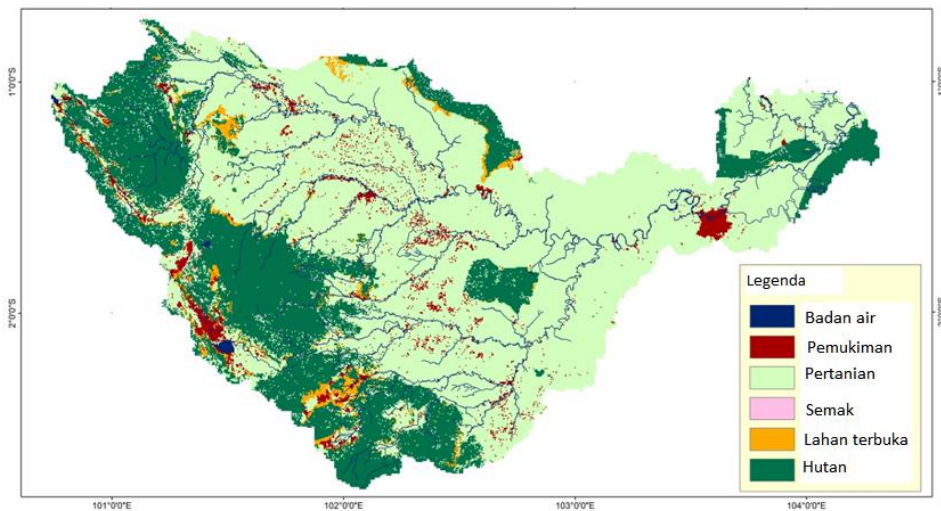 1°0'0"S
2°0'0"S
101°0'0"E
102°0'0"E
103°0'0"E
104°0'0"E
Legenda
Badan air
Pemukiman
Pertanian
Semak
Lahan terbuka
Hutan